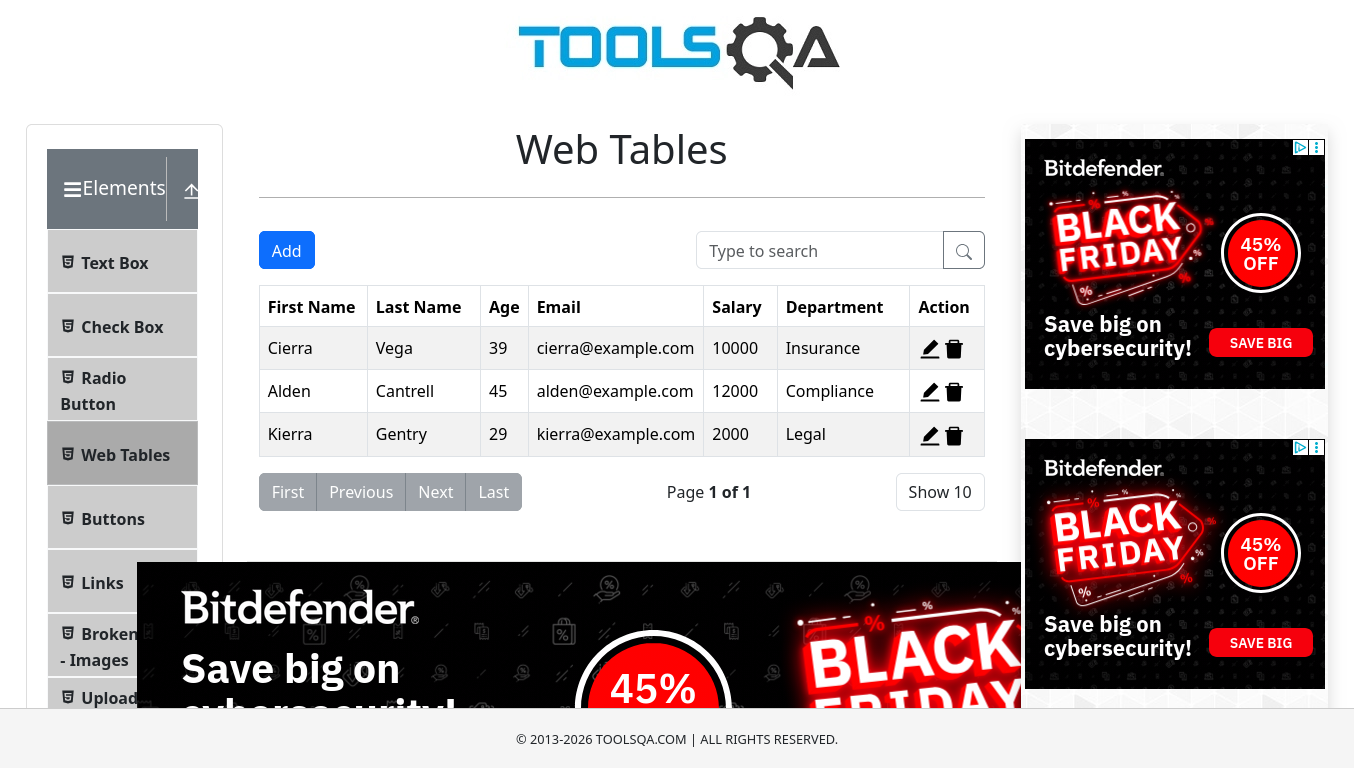 TOOLSQA
Web Tables
Elements
Text Box
Check Box
Radio
Button
Web Tables
Buttons
Links
Broken
- Images
Upload
Add
Type to search
First Name Last Name Age Email Salary Department Action
Cierra Vega 39 cierra@example.com 10000 Insurance
Alden Cantrell 45 alden@example.com 12000 Compliance
Kierra Gentry 29 kierra@example.com 2000 Legal
First Previous Next Last
Page 1 of 1
Show 10
Bitdefender®
Save big on
cybersecurity!
45%
BLACK
FRIDAY
Bitdefender
BLACK
FRIDAY
45%
OFF
Save big on
cybersecurity!
SAVE BIG
Bitdefender
BLACK
FRIDAY
45%
OFF
Save big on
cybersecurity!
SAVE BIG
© 2013-2026 TOOLSQA.COM | ALL RIGHTS RESERVED.